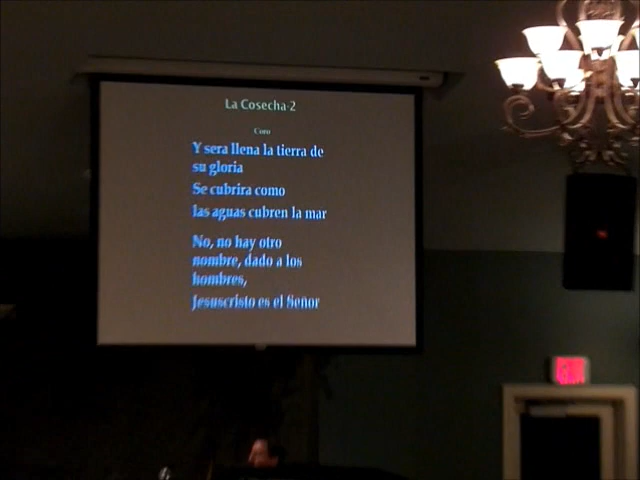 La Cosecha-2
Coro
Y sera llena la tierra de
su gloria
Se cubrira como
las aguas cubren la mar
No, no hay otro
nombre, dado a los
hombres,
Jesuscristo es el Señor